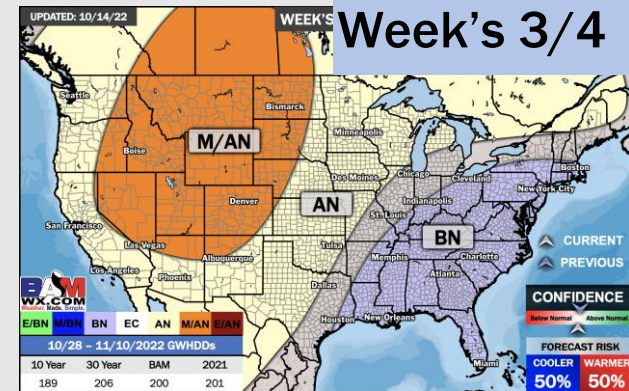 UPDATED: 10/14/22
WEEK'S
Week's 3/4
Seattle
Bismarck
Minneapolis
Boise
M/AN
Boston
Des Moines
Chicago
Cleveland
New York City
Denver
AN
Indianapolis
St. Louis
San Francisco
BN
CURRENT
Las Vegas
Tulsa
Memphis
Charlotte
Albuquerque
PREVIOUS
Los Angeles
Phoenix
Atlanta
Dallas
BAM
WX.COM
Weather. Made. Simple.
CONFIDENCE
Below Normal Above Normal
Houston New Orleans
E/BN M/BN BN EC AN M/AN E/AN
10/28 – 11/10/2022 GWHDDs
FORECAST RISK
Miami
COOLER WARMER
10 Year 30 Year BAM 2021
50% 50%
189 206 200 201